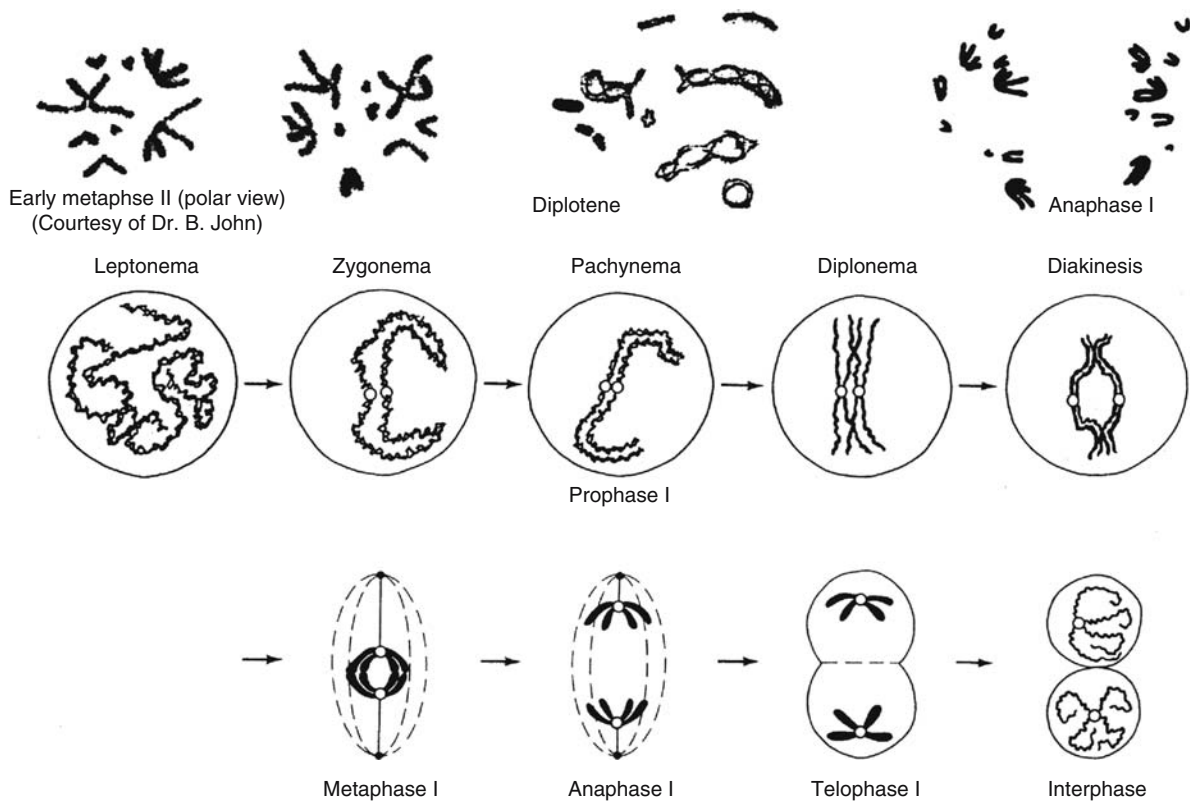 Early metaphse II (polar view)
(Courtesy of Dr. B. John)
Diplotene
Anaphase I
Leptonema
Zygonema
Pachynema
Diplonema
Diakinesis
Prophase I
Metaphase I
Anaphase I
Telophase I
Interphase